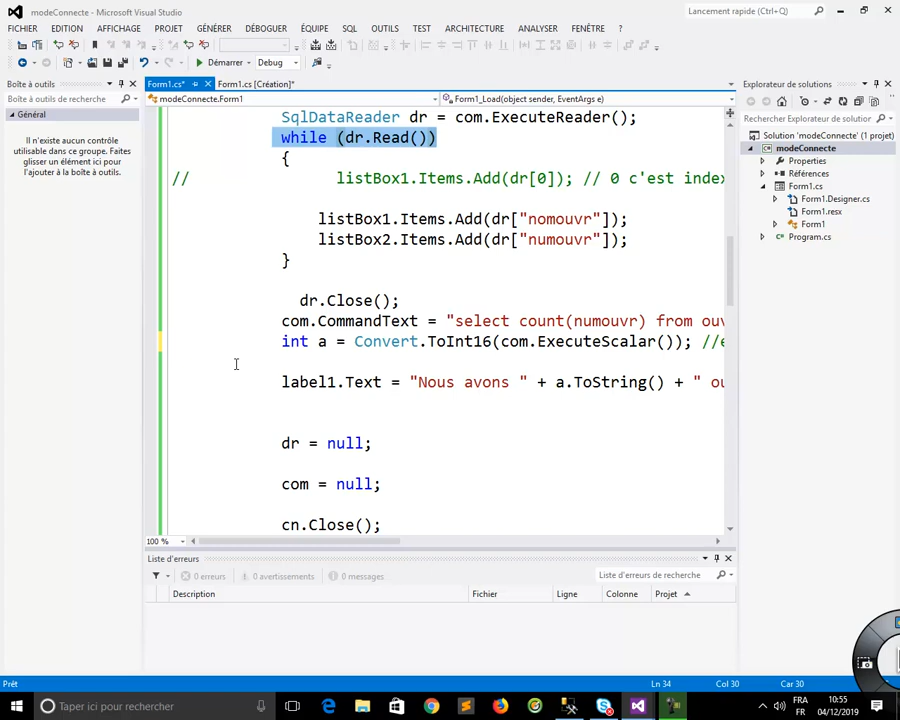 modeConnecte - Microsoft Visual Studio
Lancement rapide (Ctrl+Q)
FICHIER EDITION AFFICHAGE PROJET GÉNÉRER DÉBOGUER ÉQUIPE SQL OUTILS TEST ARCHITECTURE ANALYSER FENÊTRE ?
Démarrer Debug
Boîte à outils
Form1.cs
Form1.cs [Création]*
Explorateur de solutions
Boîte à outils de recherche
modeConnecte.Form1
Form1_Load(object sender, EventArgs e)
Général
Il n'existe aucun contrôle
utilisable dans ce groupe. Faites
glisser un élément ici pour
l'ajouter à la boîte à outils.
SqlDataReader dr = com.ExecuteReader();
while (dr.Read())
{
// listBox1.Items.Add(dr[0]); // 0 c'est index
listBox1.Items.Add(dr["nomouvr"]);
listBox2.Items.Add(dr["numouvr"]);
}
dr.Close();
com.CommandText = "select count(numouvr) from ouv
int a = Convert.ToInt16(com.ExecuteScalar()); //e
label1.Text = "Nous avons " + a.ToString() + " ou
dr = null;
com = null;
cn.Close();
100 %
Rechercher Explorateur de solution
Solution 'modeConnecte' (1 projet)
modeConnecte
Properties
Références
Form1.cs
Form1.Designer.cs
Form1.resx
Form1
Program.cs
Liste d'erreurs
0 erreurs 0 avertissements 0 messages
Liste d'erreurs de recherche
Description Fichier Ligne Colonne Projet
Prêt Ln 34 Col 30 Car 30
Taper ici pour rechercher
FRA
FR
10:55
04/12/2019